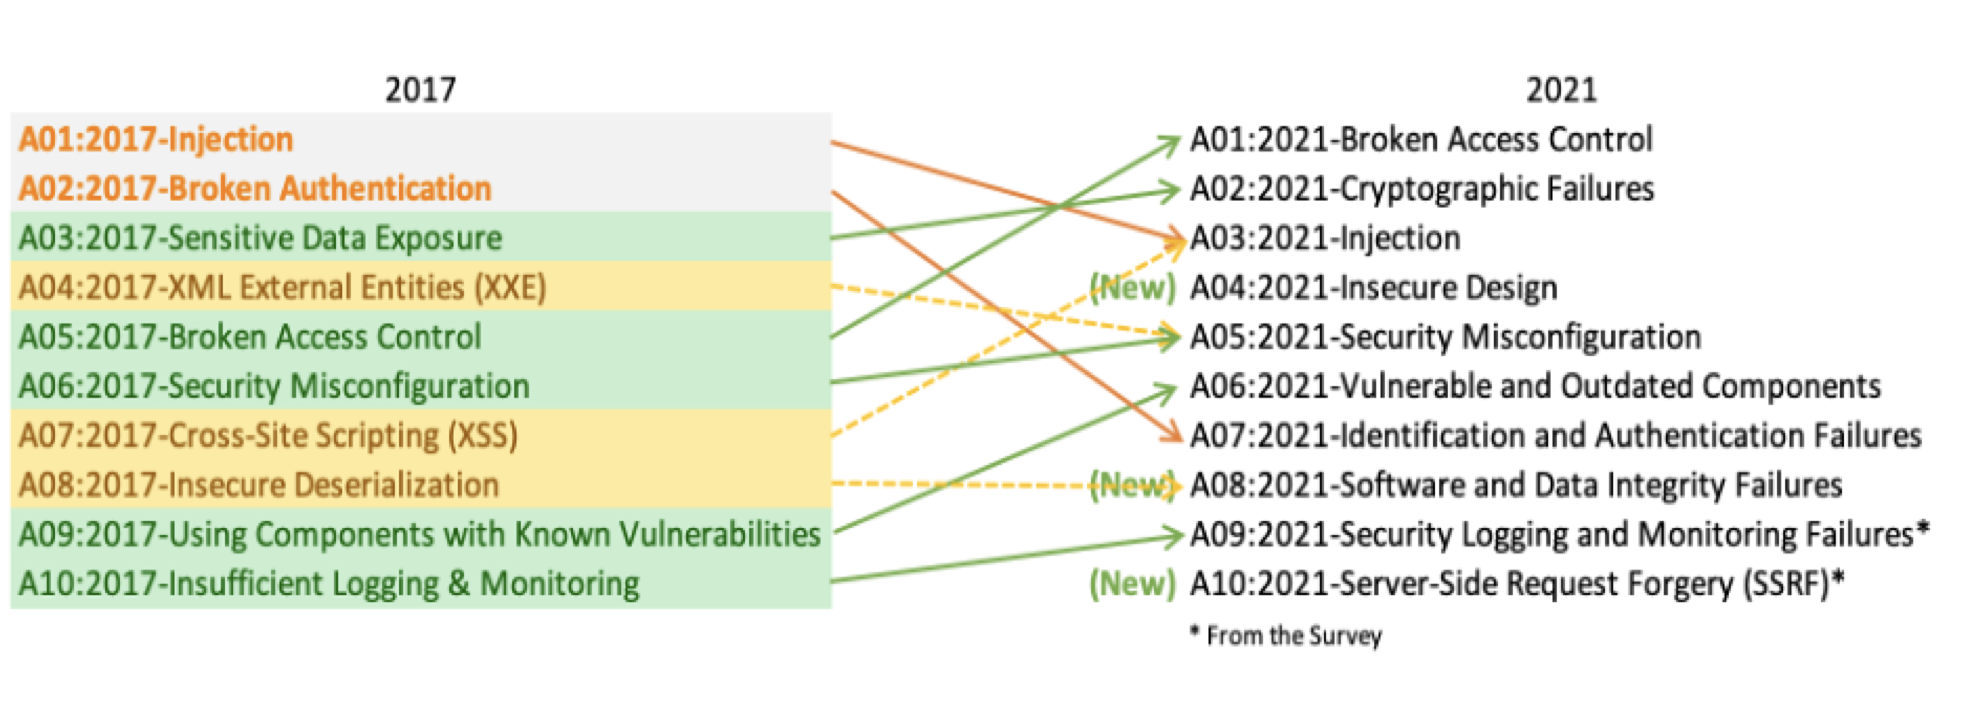 2017
A01:2017-Injection
A02:2017-Broken Authentication
A03:2017-Sensitive Data Exposure
A04:2017-XML External Entities (XXE)
A05:2017-Broken Access Control
A06:2017-Security Misconfiguration
A07:2017-Cross-Site Scripting (XSS)
A08:2017-Insecure Deserialization
A09:2017-Using Components with Known Vulnerabilities
A10:2017-Insufficient Logging & Monitoring
2021
A01:2021-Broken Access Control
A02:2021-Cryptographic Failures
A03:2021-Injection
(New) A04:2021-Insecure Design
A05:2021-Security Misconfiguration
A06:2021-Vulnerable and Outdated Components
A07:2021-Identification and Authentication Failures
(New) A08:2021-Software and Data Integrity Failures
A09:2021-Security Logging and Monitoring Failures*
(New) A10:2021-Server-Side Request Forgery (SSRF)*
* From the Survey